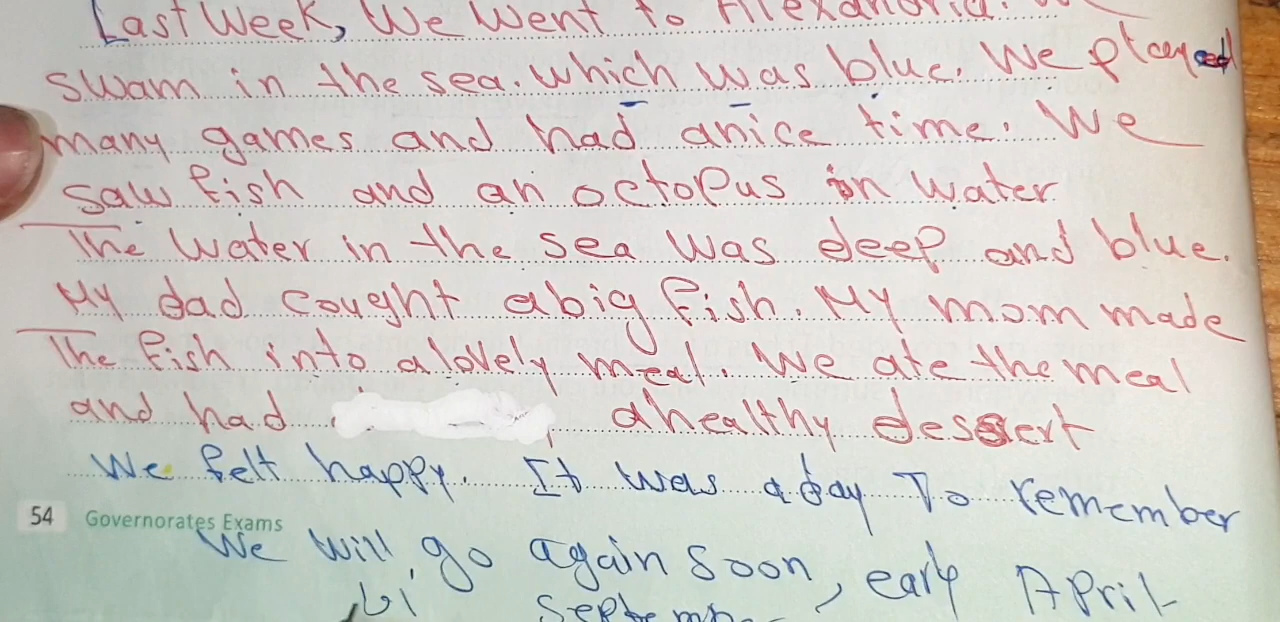 Last week, We Went to Alexandria.
swam in the sea. which was blue. We played
many games and had anice time. We
saw fish and an octopus in water.
The water in the sea was deep and blue.
My dad cought abig fish. My mom made
The fish into alovely meal. We ate the meal
and had ahealthy dessert
We felt happy. It was aday To remember
54 Governorates Exams
We will go again soon, early April